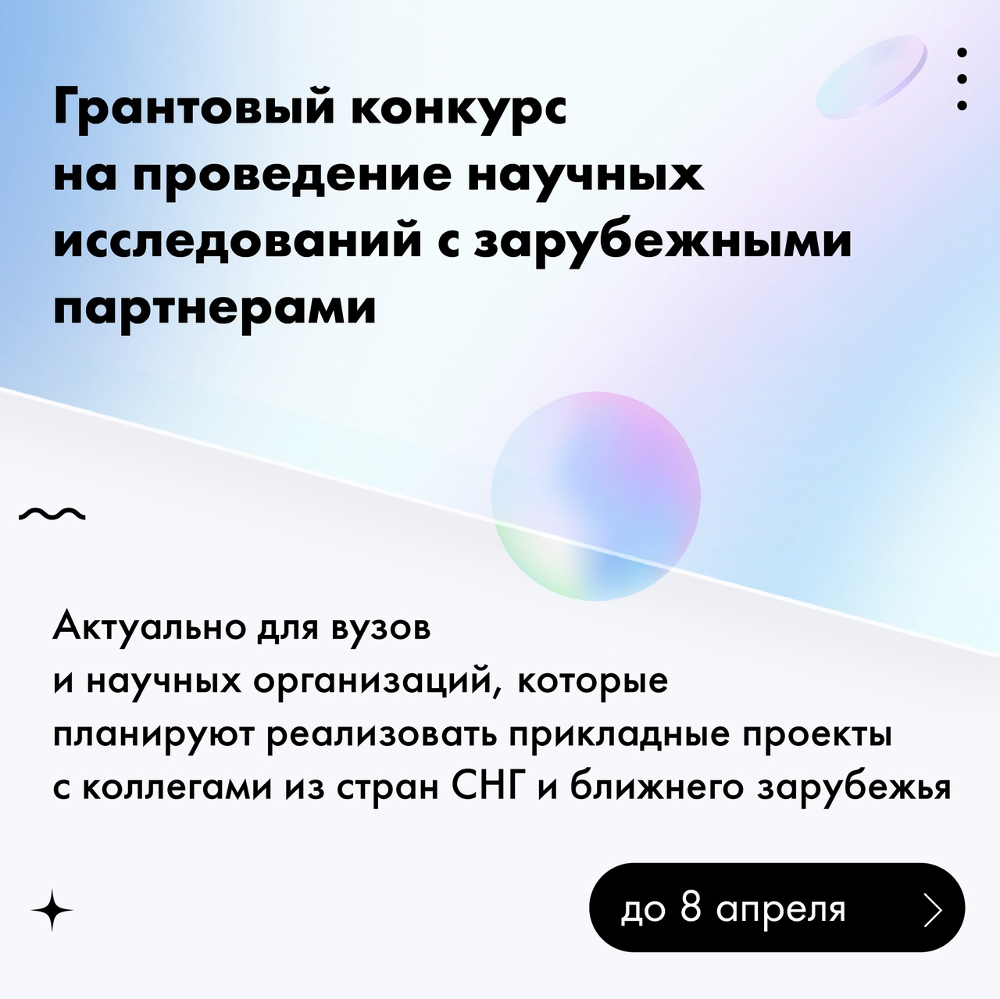 Грантовый конкурс
на проведение научных
исследований с зарубежными
партнерами
Актуально для вузов
и научных организаций, которые
планируют реализовать прикладные проекты
с коллегами из стран СНГ и ближнего зарубежья
до 8 апреля